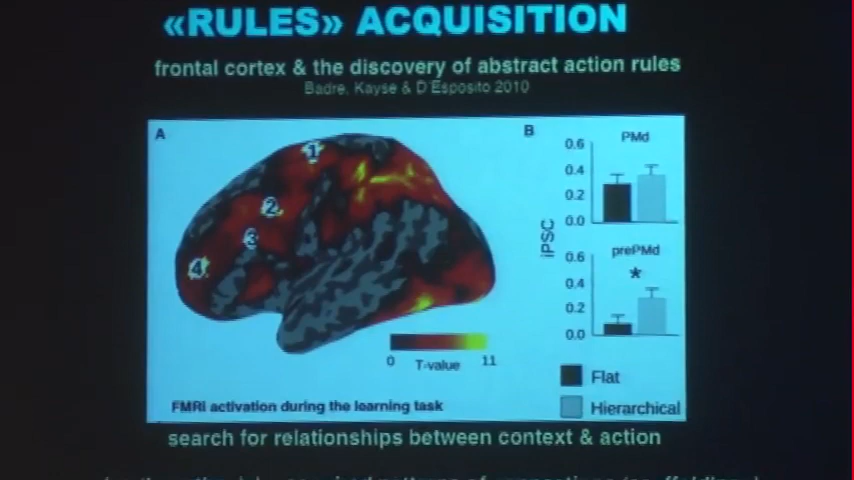 «RULES» ACQUISITION
frontal cortex & the discovery of abstract action rules
Badre, Kayse & D'Esposito 2010
A
B
1
2
3
4
PMd
0.6
0.4
0.2
0.0
iPSC
prePMd
0.6
*
0.4
0.2
0.0
0
T-value
11
Flat
Hierarchical
FMRI activation during the learning task
search for relationships between context & action